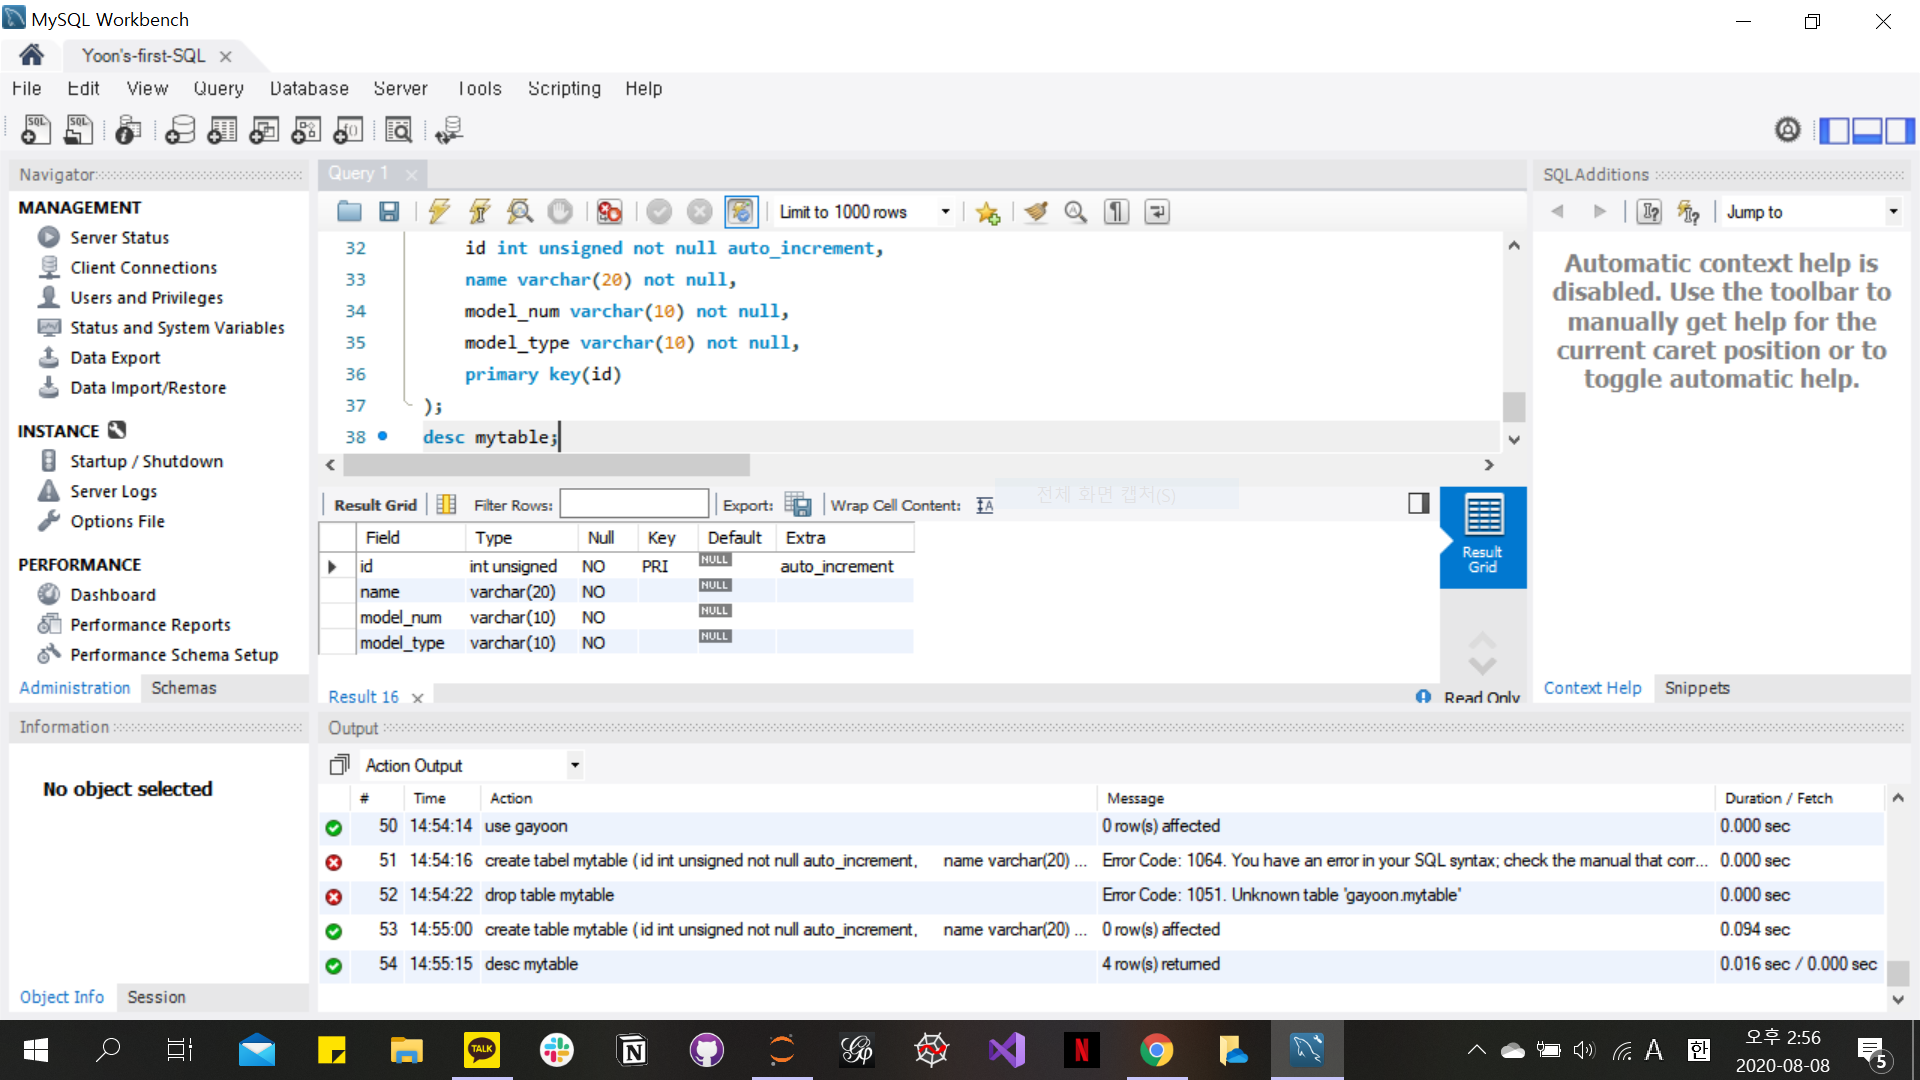 MySQL Workbench
Yoon's-first-SQL
File Edit View Query Database Server Tools Scripting Help
Navigator
MANAGEMENT
Server Status
Client Connections
Users and Privileges
Status and System Variables
Data Export
Data Import/Restore
INSTANCE
Startup / Shutdown
Server Logs
Options File
PERFORMANCE
Dashboard
Performance Reports
Performance Schema Setup
Administration Schemas
Information
No object selected
Object Info Session
Query 1
Limit to 1000 rows
32 id int unsigned not null auto_increment,
33 name varchar(20) not null,
34 model_num varchar(10) not null,
35 model_type varchar(10) not null,
36 primary key(id)
37 );
38 desc mytable;
Result Grid Filter Rows: Export: Wrap Cell Content:
전체 화면 캡처(S)
Field Type Null Key Default Extra
id int unsigned NO PRI NULL auto_increment
name varchar(20) NO NULL
model_num varchar(10) NO NULL
model_type varchar(10) NO NULL
Result Grid
Result 16
Read Only
SQLAdditions
Jump to
Automatic context help is
disabled. Use the toolbar to
manually get help for the
current caret position or to
toggle automatic help.
Context Help Snippets
Output
Action Output
# Time Action Message Duration / Fetch
50 14:54:14 use gayoon 0 row(s) affected 0.000 sec
51 14:54:16 create tabel mytable ( id int unsigned not null auto_increment, name varchar(20) ... Error Code: 1064. You have an error in your SQL syntax; check the manual that corr... 0.000 sec
52 14:54:22 drop table mytable Error Code: 1051. Unknown table 'gayoon.mytable' 0.000 sec
53 14:55:00 create table mytable ( id int unsigned not null auto_increment, name varchar(20) ... 0 row(s) affected 0.094 sec
54 14:55:15 desc mytable 4 row(s) returned 0.016 sec / 0.000 sec
TALK
N
Gp
N
A 한
오후 2:56
2020-08-08
5